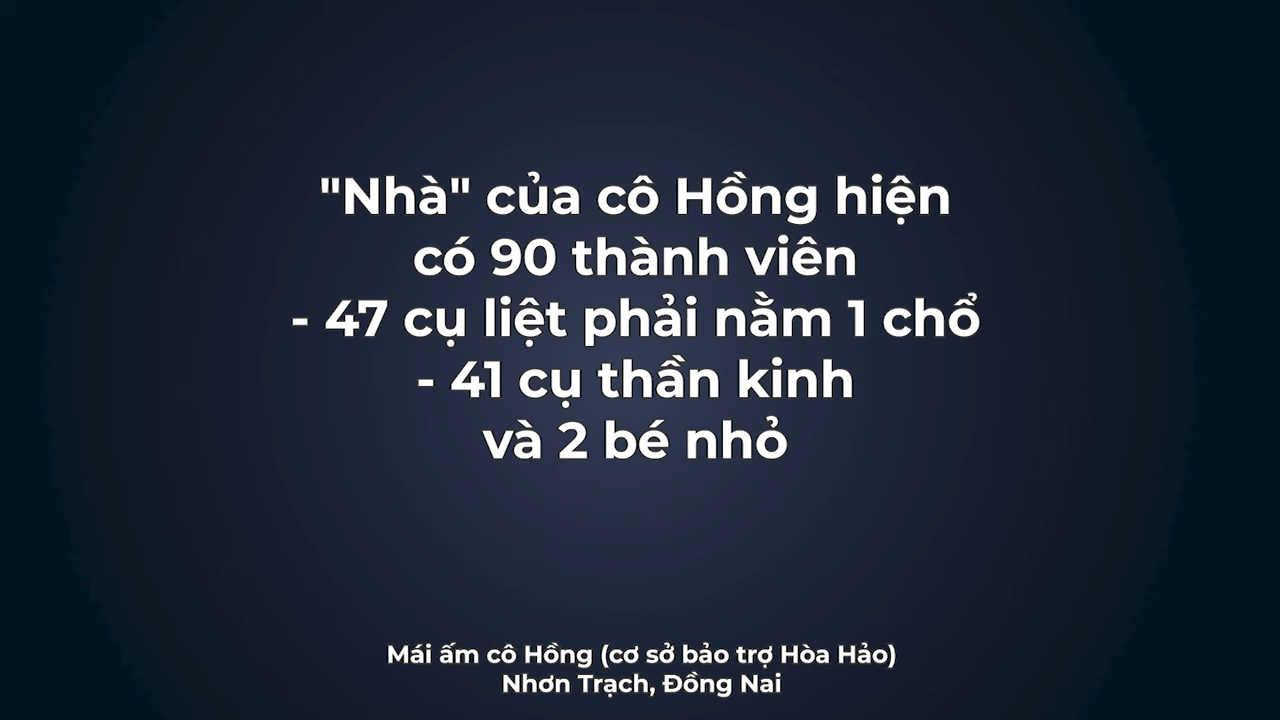 "Nhà" của cô Hồng hiện
có 90 thành viên
- 47 cụ liệt phải nằm 1 chổ
- 41 cụ thần kinh
và 2 bé nhỏ
Mái ấm cô Hồng (cơ sở bảo trợ Hòa Hảo)
Nhơn Trạch, Đồng Nai